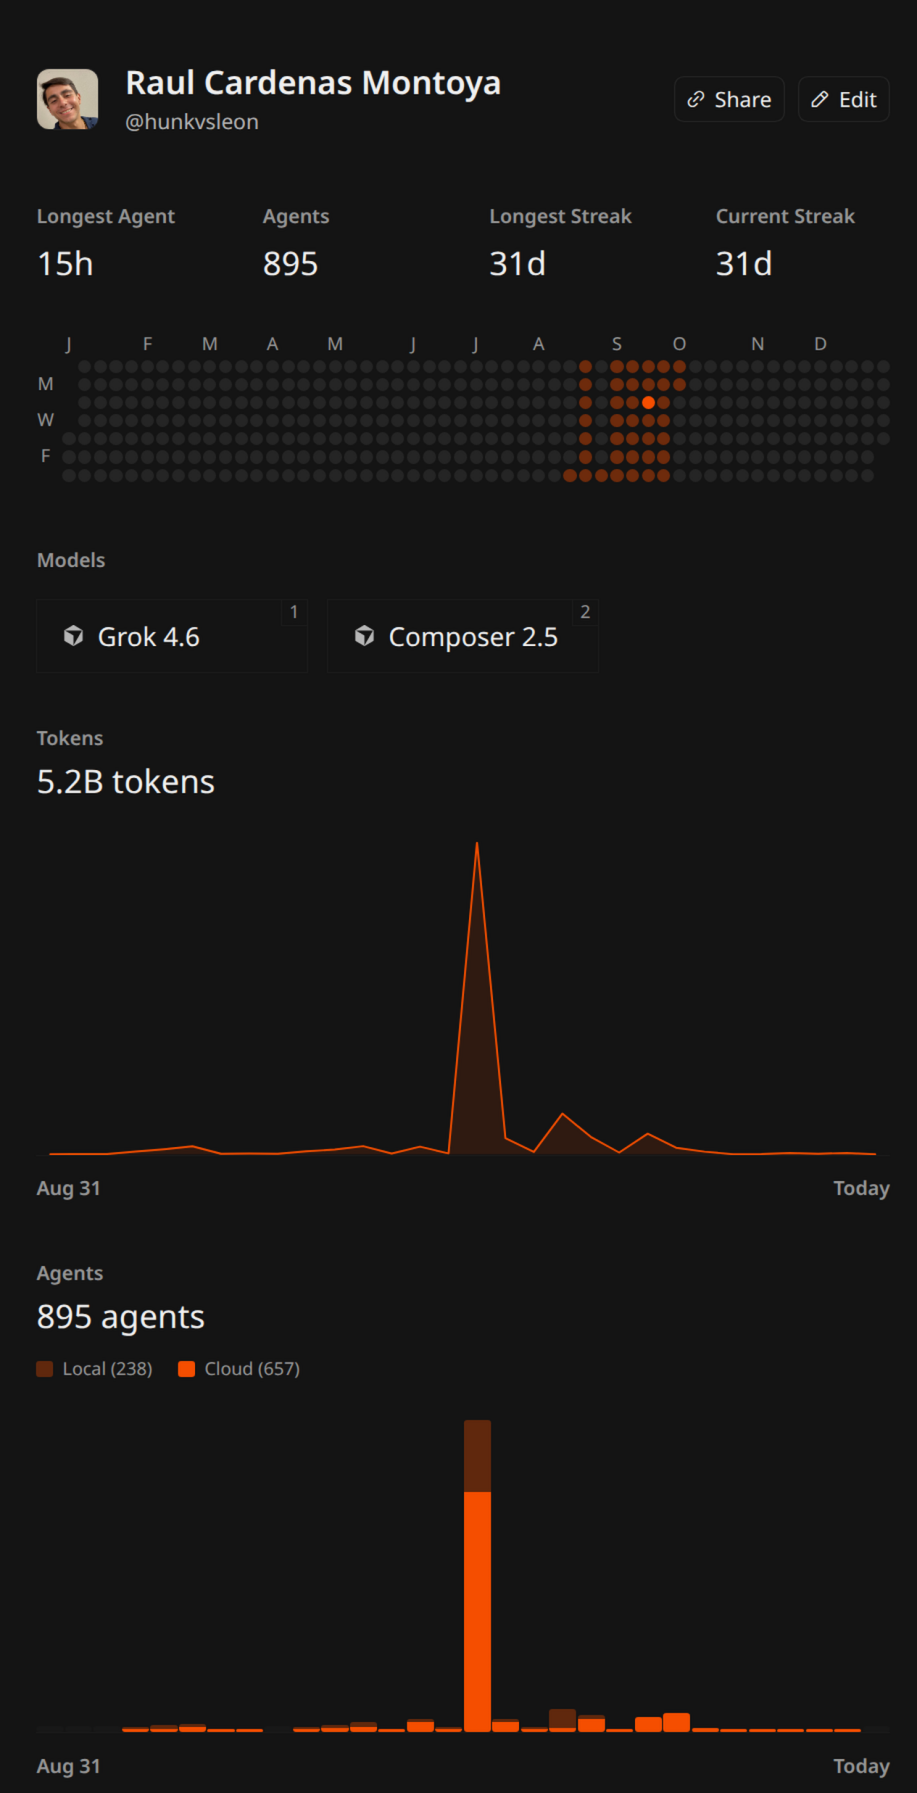 Raul Cardenas Montoya
@hunkvsleon
Share
Edit
Longest Agent
15h
Agents
895
Longest Streak
31d
Current Streak
31d
J F M A M J J A S O N D
M
W
F
Models
Grok 4.6
1
Composer 2.5
2
Tokens
5.2B tokens
Aug 31
Today
Agents
895 agents
Local (238)
Cloud (657)
Aug 31
Today